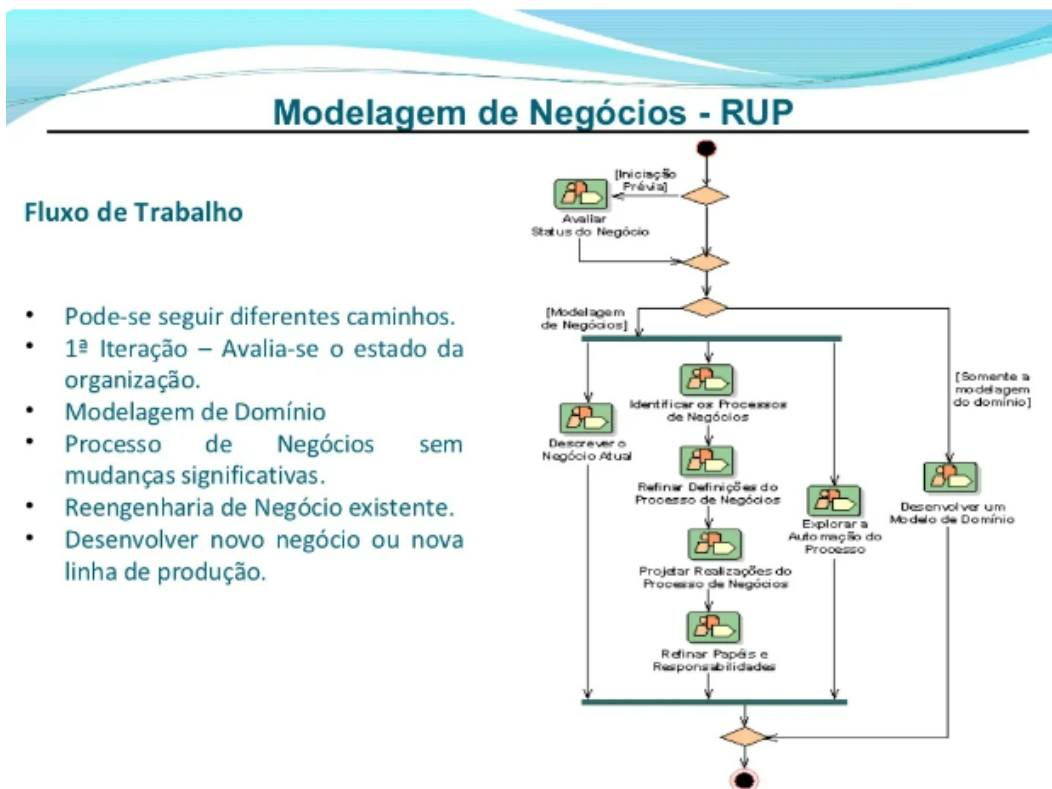 Modelagem de Negócios - RUP
Fluxo de Trabalho
• Pode-se seguir diferentes caminhos.
• 1ª Iteração – Avalia-se o estado da
organização.
• Modelagem de Domínio
• Processo de Negócios sem
mudanças significativas.
• Reengenharia de Negócio existente.
• Desenvolver novo negócio ou nova
linha de produção.
[Iniciação
Prévia]
Avaliar
Status do Negócio
[Modelagem
de Negócios]
[Somente a
modelagem
do domínio]
Identificar os Processos
de Negócios
Descrever o
Negócio Atual
Refinar Definições do
Processo de Negócios
Explorar a
Automação do
Processo
Desenvolver um
Modelo de Domínio
Projetar Realizações do
Processo de Negócios
Refinar Papéis e
Responsabilidades